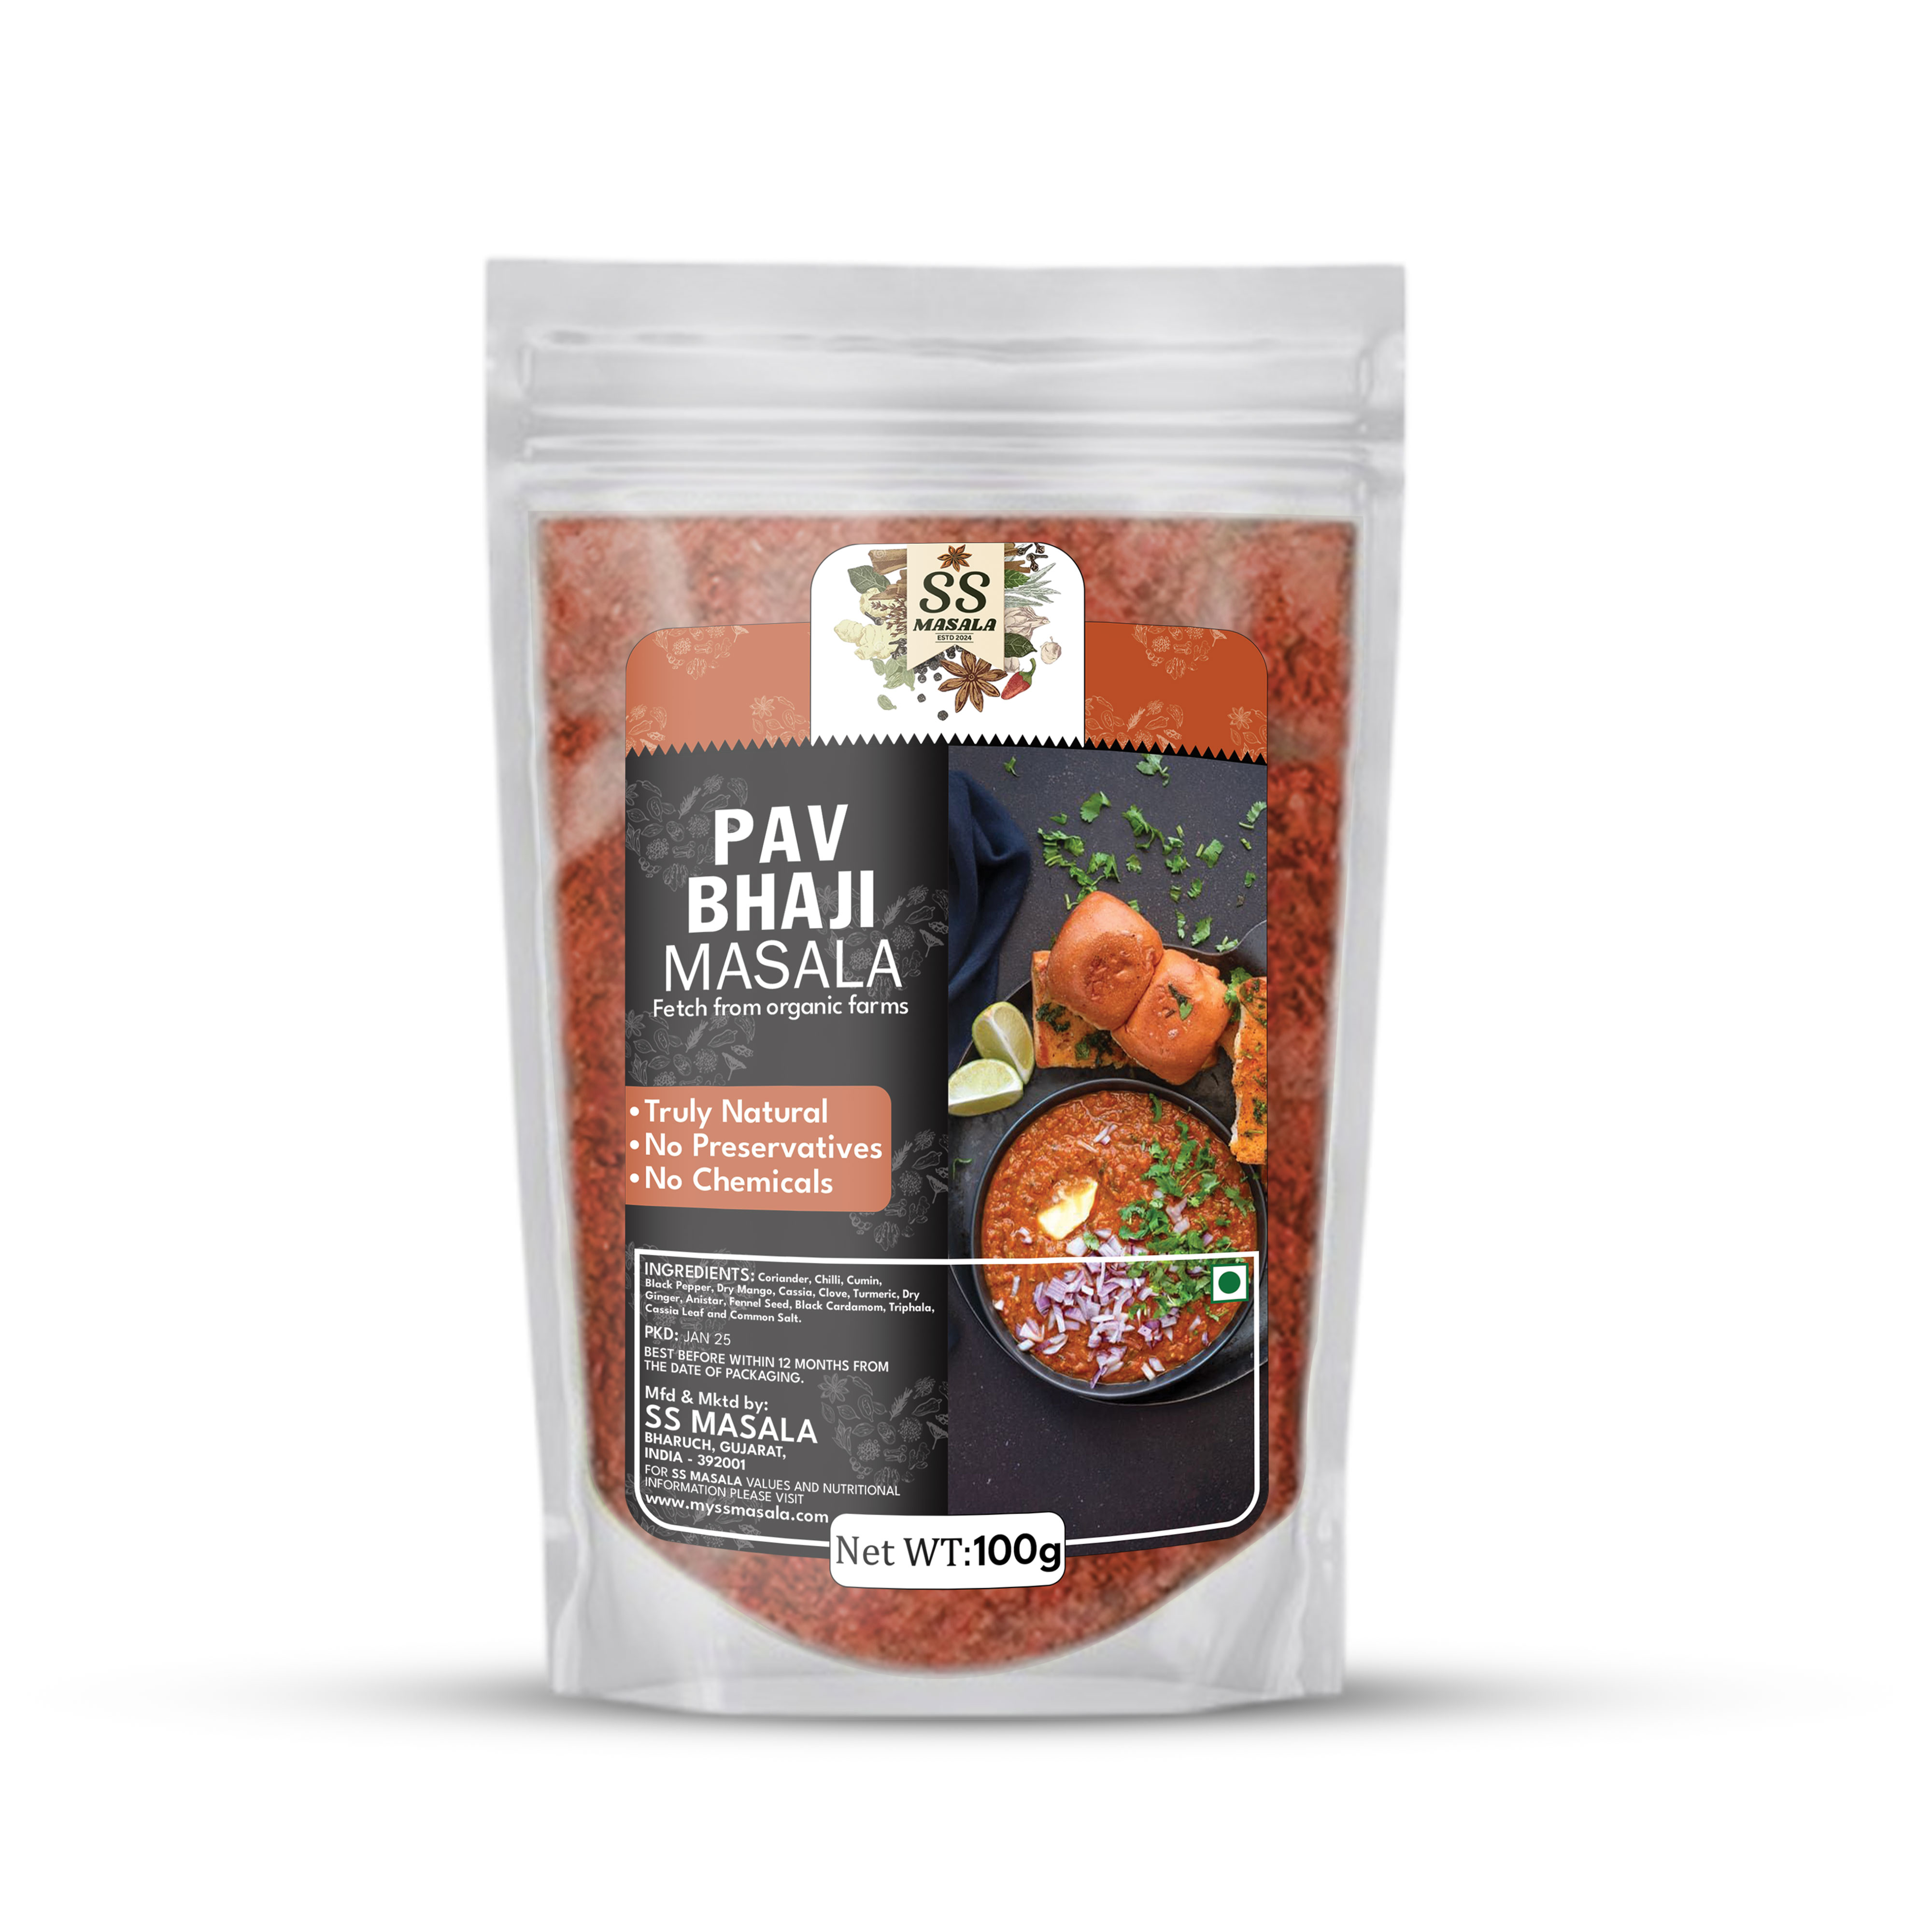 SS
MASALA
ESTD 2024
PAV
BHAJI
MASALA
Fetch from organic farms
• Truly Natural
• No Preservatives
• No Chemicals
INGREDIENTS: Coriander, Chilli, Cumin,
Black Pepper, Dry Mango, Cassia, Clove, Turmeric, Dry
Ginger, Anistar, Fennel Seed, Black Cardamom, Triphala,
Cassia Leaf and Common Salt.
PKD: JAN 25
BEST BEFORE WITHIN 12 MONTHS FROM
THE DATE OF PACKAGING.
Mfd & Mktd by:
SS MASALA
BHARUCH, GUJARAT,
INDIA - 392001
FOR SS MASALA VALUES AND NUTRITIONAL
INFORMATION PLEASE VISIT
www.myssmasala.com
Net WT:100g